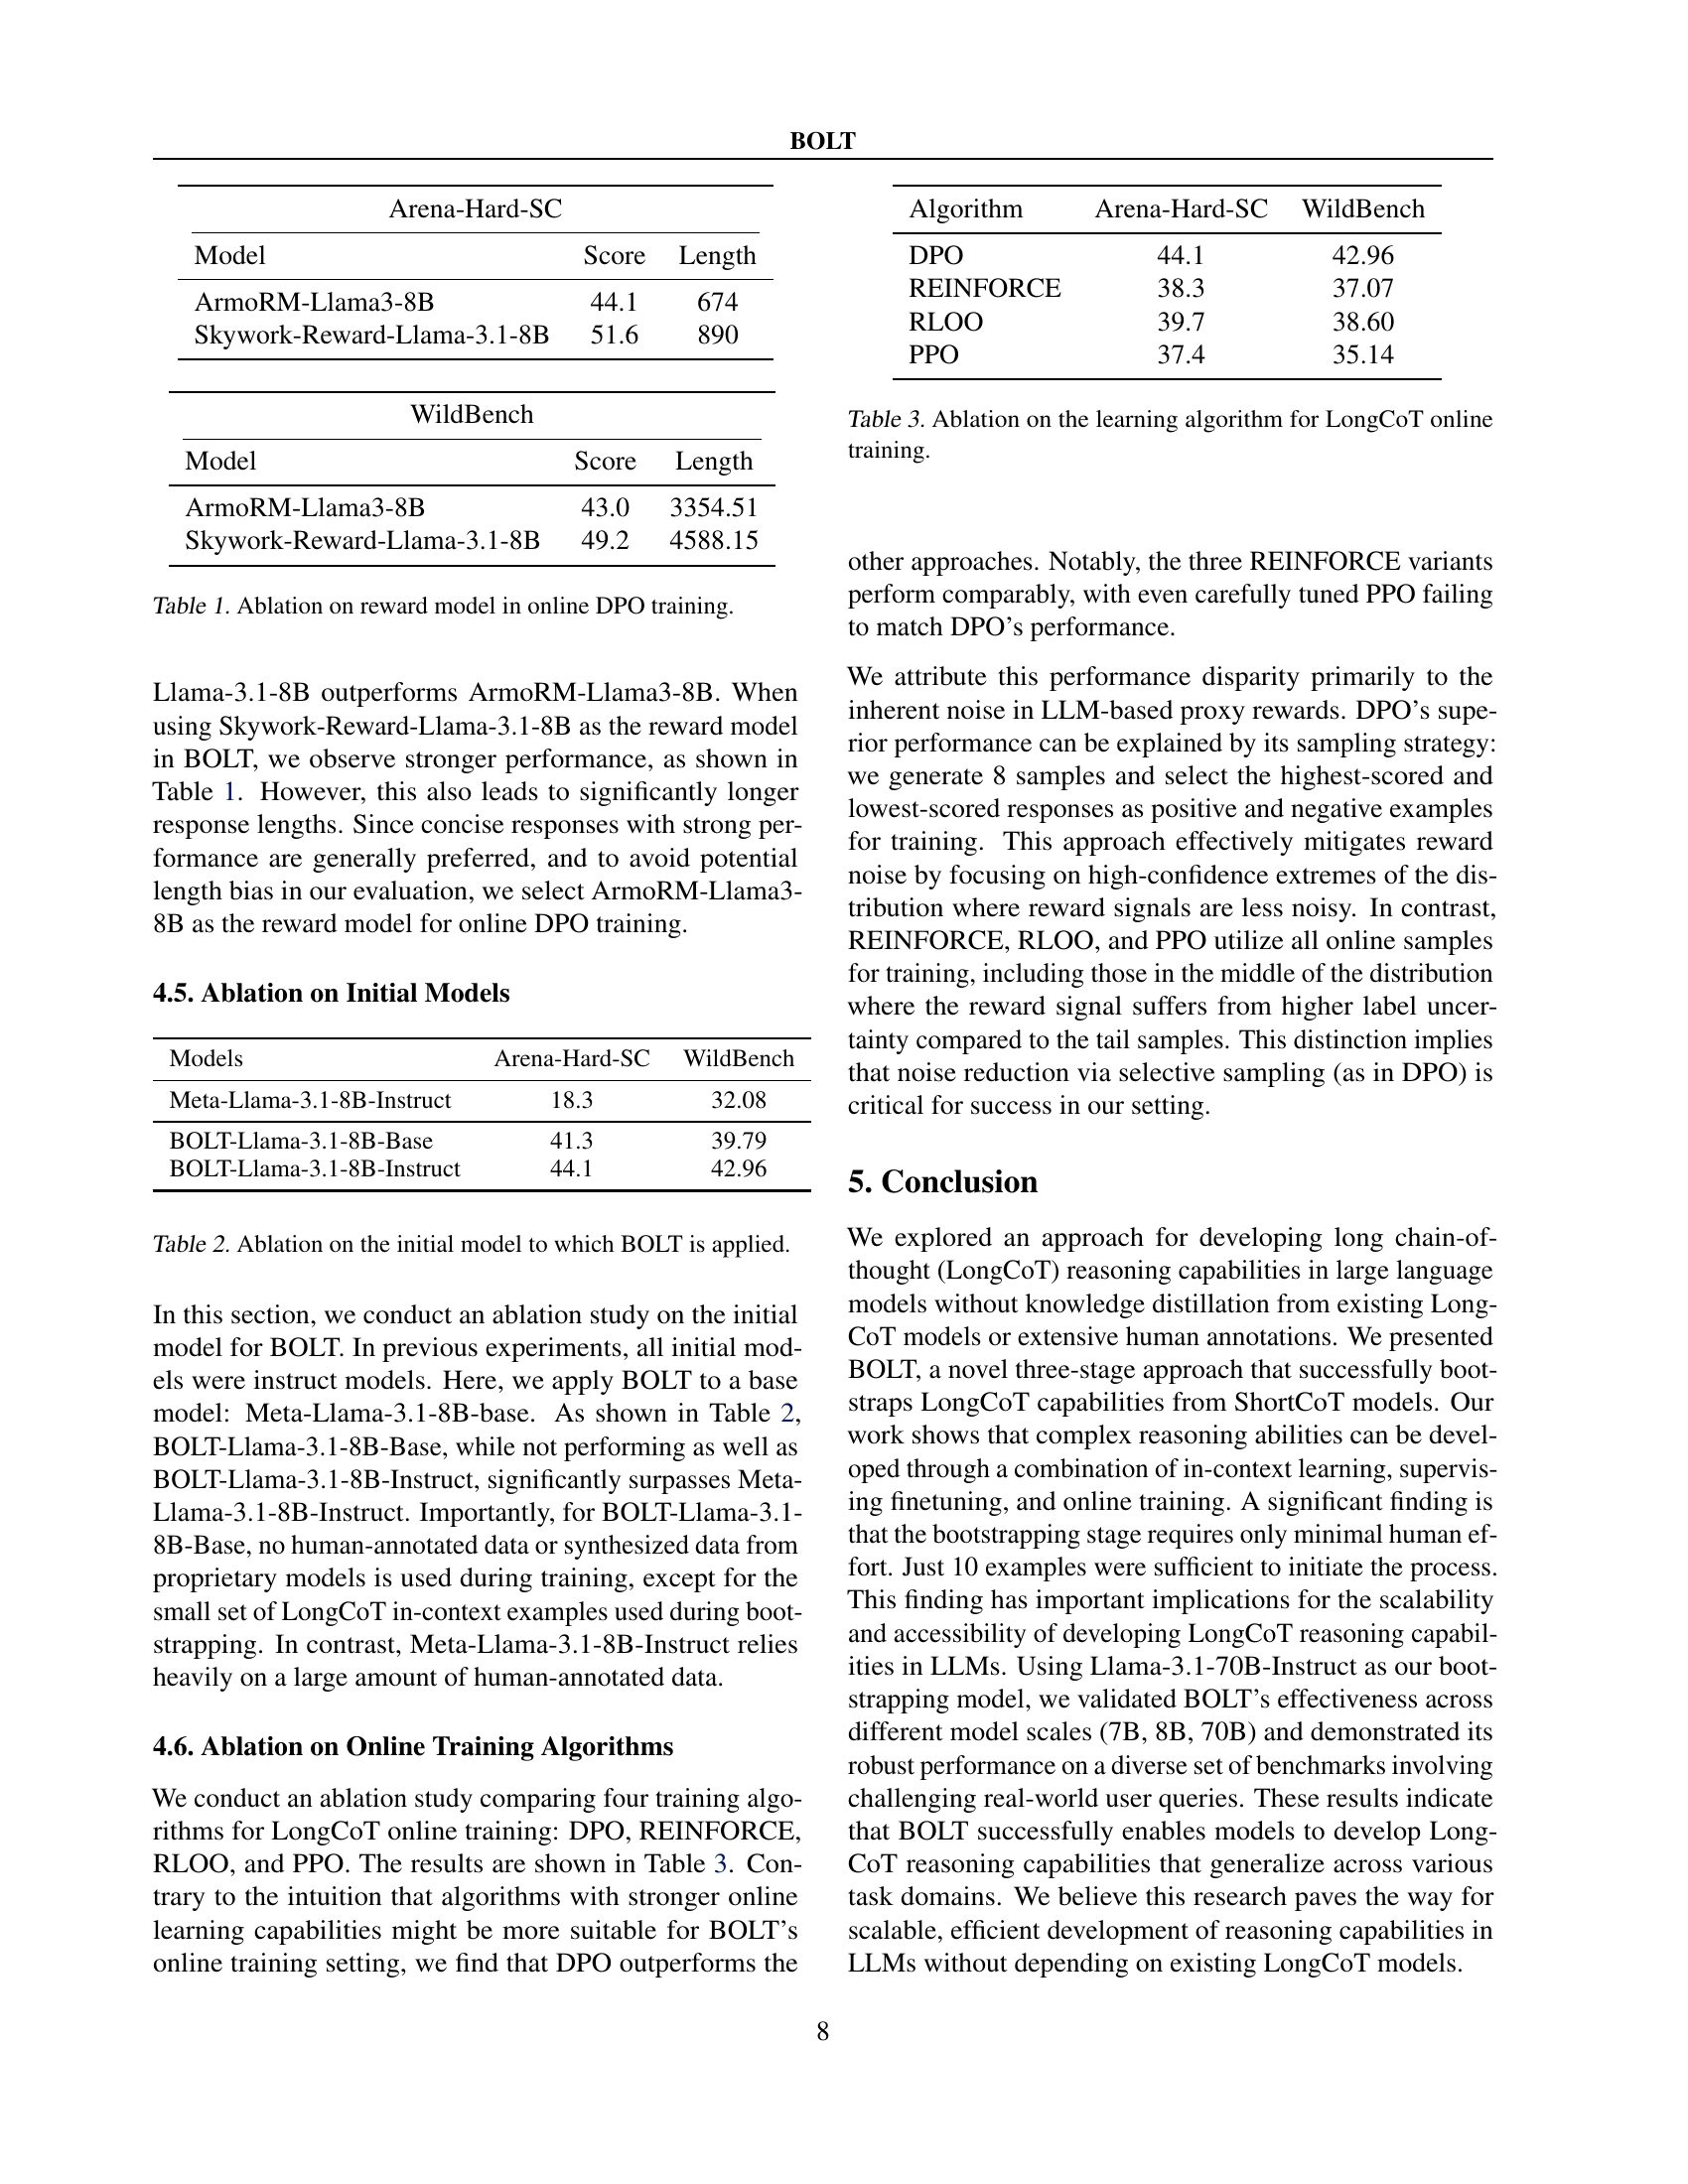 BOLT
Arena-Hard-SC
Model Score Length
ArmoRM-Llama3-8B 44.1 674
Skywork-Reward-Llama-3.1-8B 51.6 890
WildBench
Model Score Length
ArmoRM-Llama3-8B 43.0 3354.51
Skywork-Reward-Llama-3.1-8B 49.2 4588.15
Table 1. Ablation on reward model in online DPO training.
Llama-3.1-8B outperforms ArmoRM-Llama3-8B. When
using Skywork-Reward-Llama-3.1-8B as the reward model
in BOLT, we observe stronger performance, as shown in
Table 1. However, this also leads to significantly longer
response lengths. Since concise responses with strong per-
formance are generally preferred, and to avoid potential
length bias in our evaluation, we select ArmoRM-Llama3-
8B as the reward model for online DPO training.
4.5. Ablation on Initial Models
Models Arena-Hard-SC WildBench
Meta-Llama-3.1-8B-Instruct 18.3 32.08
BOLT-Llama-3.1-8B-Base 41.3 39.79
BOLT-Llama-3.1-8B-Instruct 44.1 42.96
Table 2. Ablation on the initial model to which BOLT is applied.
In this section, we conduct an ablation study on the initial
model for BOLT. In previous experiments, all initial mod-
els were instruct models. Here, we apply BOLT to a base
model: Meta-Llama-3.1-8B-base. As shown in Table 2,
BOLT-Llama-3.1-8B-Base, while not performing as well as
BOLT-Llama-3.1-8B-Instruct, significantly surpasses Meta-
Llama-3.1-8B-Instruct. Importantly, for BOLT-Llama-3.1-
8B-Base, no human-annotated data or synthesized data from
proprietary models is used during training, except for the
small set of LongCoT in-context examples used during boot-
strapping. In contrast, Meta-Llama-3.1-8B-Instruct relies
heavily on a large amount of human-annotated data.
4.6. Ablation on Online Training Algorithms
We conduct an ablation study comparing four training algo-
rithms for LongCoT online training: DPO, REINFORCE,
RLOO, and PPO. The results are shown in Table 3. Con-
trary to the intuition that algorithms with stronger online
learning capabilities might be more suitable for BOLT's
online training setting, we find that DPO outperforms the
Algorithm Arena-Hard-SC WildBench
DPO 44.1 42.96
REINFORCE 38.3 37.07
RLOO 39.7 38.60
PPO 37.4 35.14
Table 3. Ablation on the learning algorithm for LongCoT online
training.
other approaches. Notably, the three REINFORCE variants
perform comparably, with even carefully tuned PPO failing
to match DPO's performance.
We attribute this performance disparity primarily to the
inherent noise in LLM-based proxy rewards. DPO's supe-
rior performance can be explained by its sampling strategy:
we generate 8 samples and select the highest-scored and
lowest-scored responses as positive and negative examples
for training. This approach effectively mitigates reward
noise by focusing on high-confidence extremes of the dis-
tribution where reward signals are less noisy. In contrast,
REINFORCE, RLOO, and PPO utilize all online samples
for training, including those in the middle of the distribution
where the reward signal suffers from higher label uncer-
tainty compared to the tail samples. This distinction implies
that noise reduction via selective sampling (as in DPO) is
critical for success in our setting.
5. Conclusion
We explored an approach for developing long chain-of-
thought (LongCoT) reasoning capabilities in large language
models without knowledge distillation from existing Long-
CoT models or extensive human annotations. We presented
BOLT, a novel three-stage approach that successfully boot-
straps LongCoT capabilities from ShortCoT models. Our
work shows that complex reasoning abilities can be devel-
oped through a combination of in-context learning, supervis-
ing finetuning, and online training. A significant finding is
that the bootstrapping stage requires only minimal human ef-
fort. Just 10 examples were sufficient to initiate the process.
This finding has important implications for the scalability
and accessibility of developing LongCoT reasoning capabil-
ities in LLMs. Using Llama-3.1-70B-Instruct as our boot-
strapping model, we validated BOLT's effectiveness across
different model scales (7B, 8B, 70B) and demonstrated its
robust performance on a diverse set of benchmarks involving
challenging real-world user queries. These results indicate
that BOLT successfully enables models to develop Long-
CoT reasoning capabilities that generalize across various
task domains. We believe this research paves the way for
scalable, efficient development of reasoning capabilities in
LLMs without depending on existing LongCoT models.
8